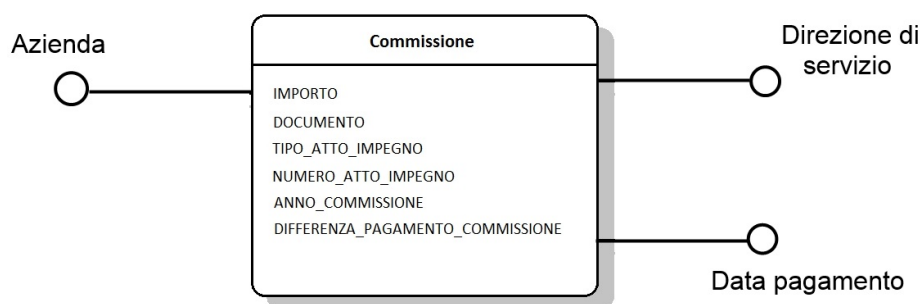 Azienda
Commissione
IMPORTO
DOCUMENTO
TIPO_ATTO_IMPEGNO
NUMERO_ATTO_IMPEGNO
ANNO_COMMISSIONE
DIFFERENZA_PAGAMENTO_COMMISSIONE
Direzione di
servizio
Data pagamento